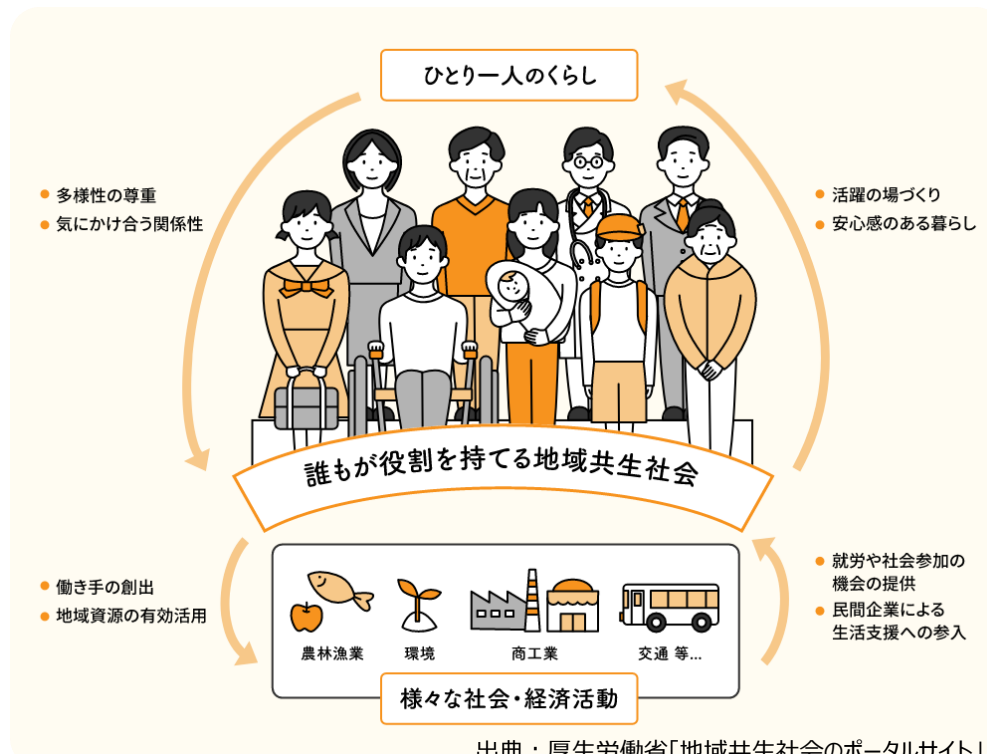 ひとり一人のくらし
● 多様性の尊重
● 気にかけ合う関係性
● 活躍の場づくり
● 安心感のある暮らし
誰もが役割を持てる地域共生社会
● 働き手の創出
● 地域資源の有効活用
● 就労や社会参加の
機会の提供
● 民間企業による
生活支援への参入
農林漁業
環境
商工業
交通 等...
様々な社会・経済活動
出典：厚生労働省「地域共生社会のポータルサイト」